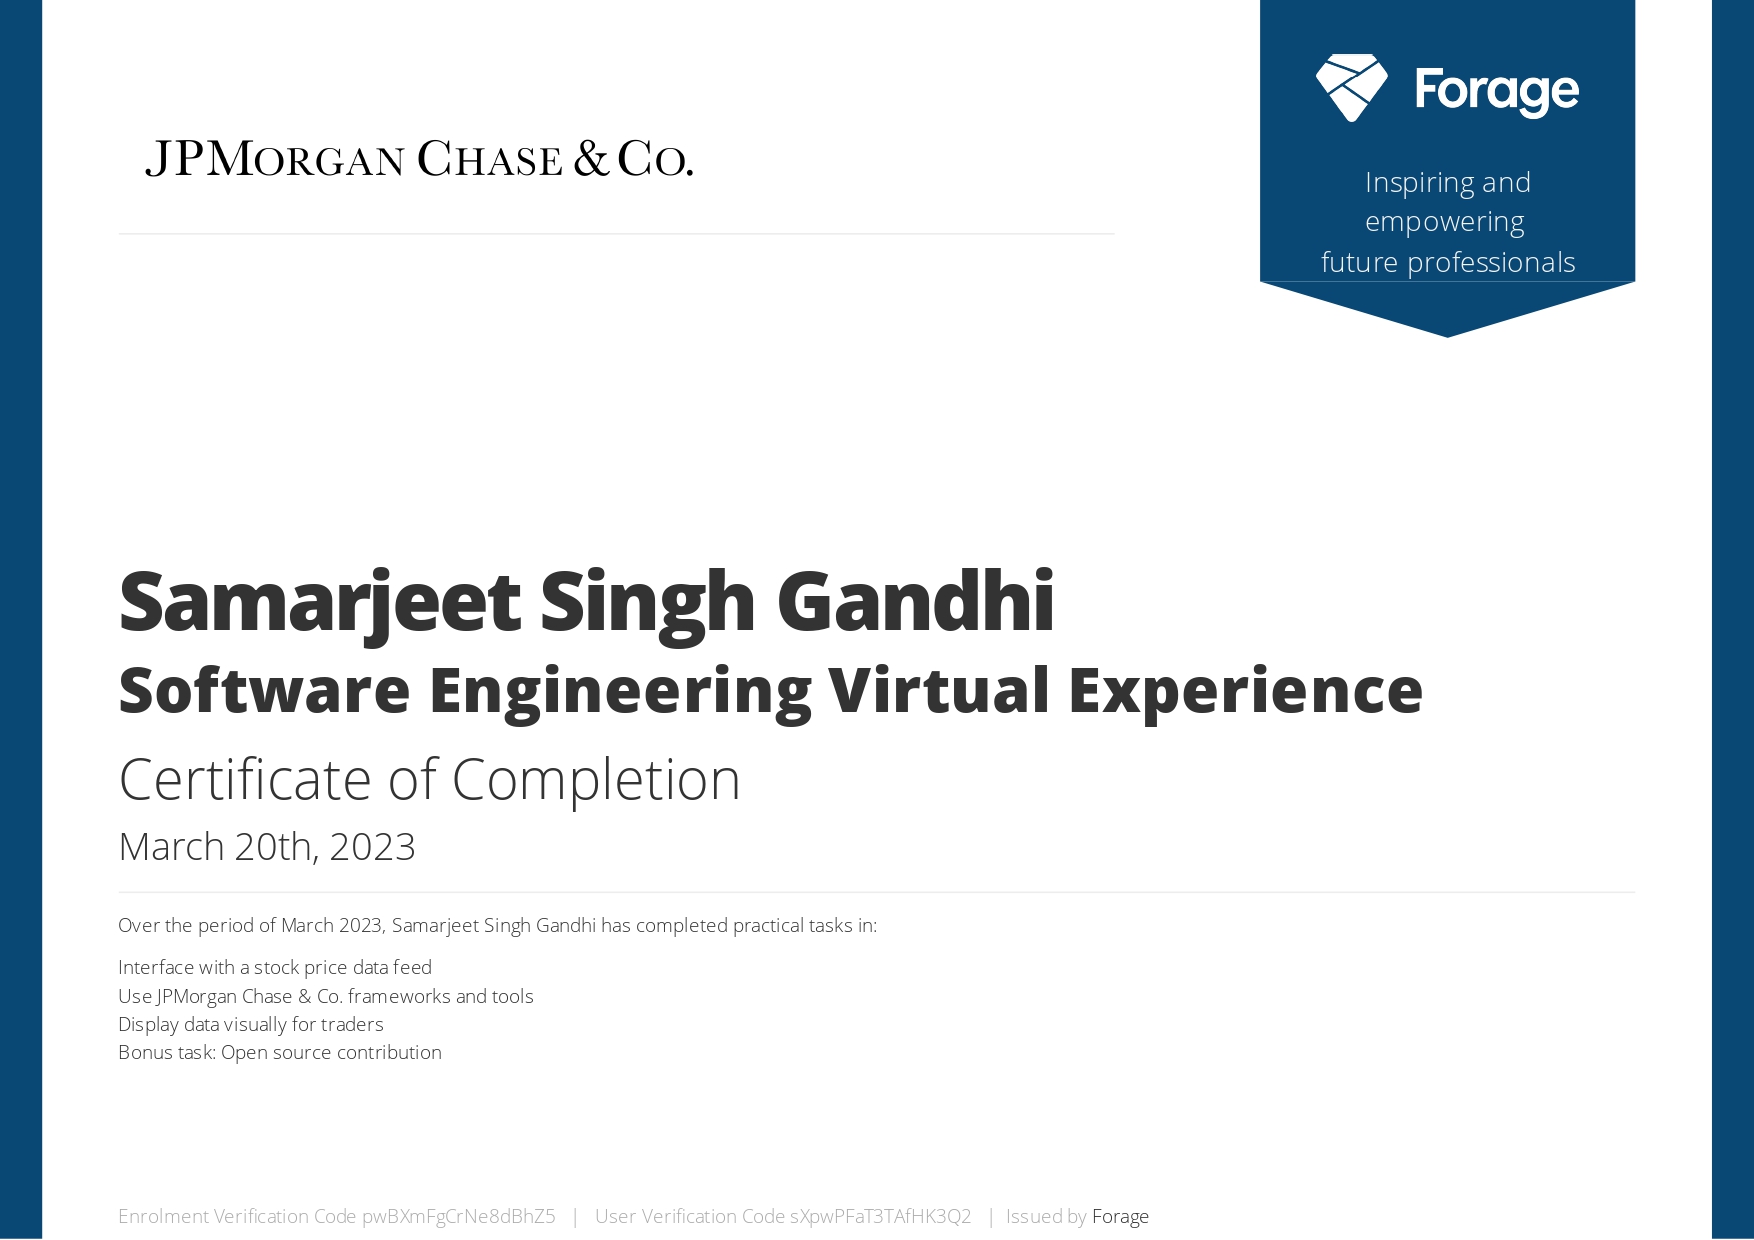 JPMORGAN CHASE & CO.
Forage
Inspiring and
empowering
future professionals
Samarjeet Singh Gandhi
Software Engineering Virtual Experience
Certificate of Completion
March 20th, 2023
Over the period of March 2023, Samarjeet Singh Gandhi has completed practical tasks in:
Interface with a stock price data feed
Use JPMorgan Chase & Co. frameworks and tools
Display data visually for traders
Bonus task: Open source contribution
Enrolment Verification Code pwBXmFgCrNe8dBhZ5 | User Verification Code sXpwPFaT3TAfHK3Q2 | Issued by Forage